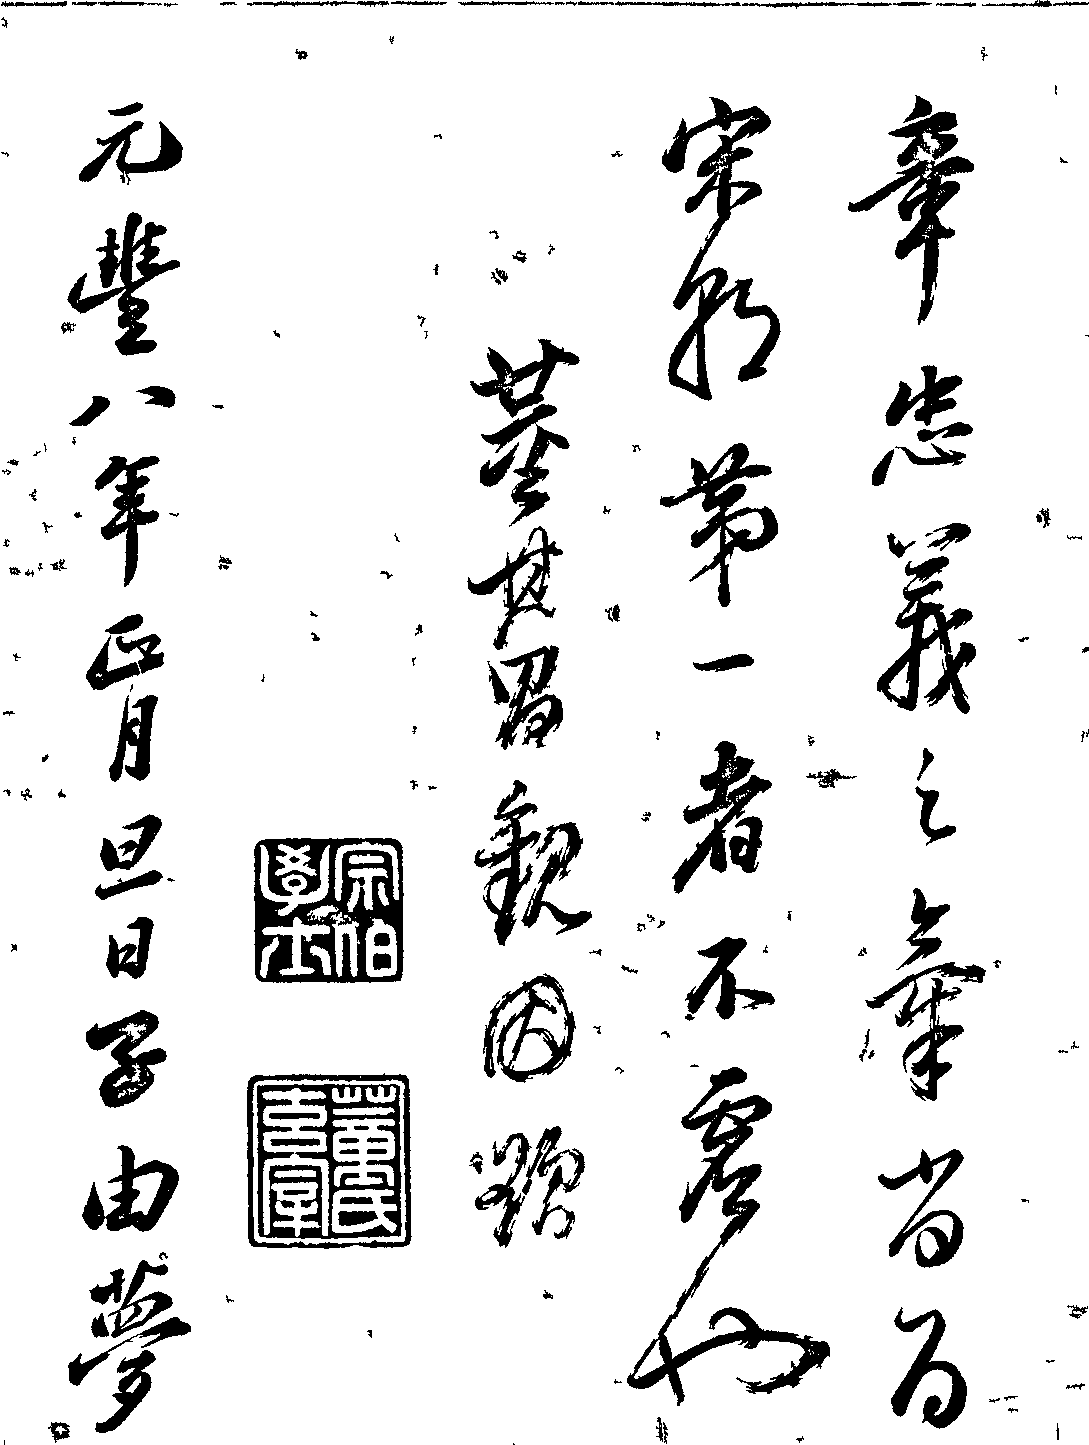 章忠義之氣當為
宋朝第一者不虛也
董其昌觀因題
宗伯學士
董氏玄宰
元豐八年正月旦日子由夢